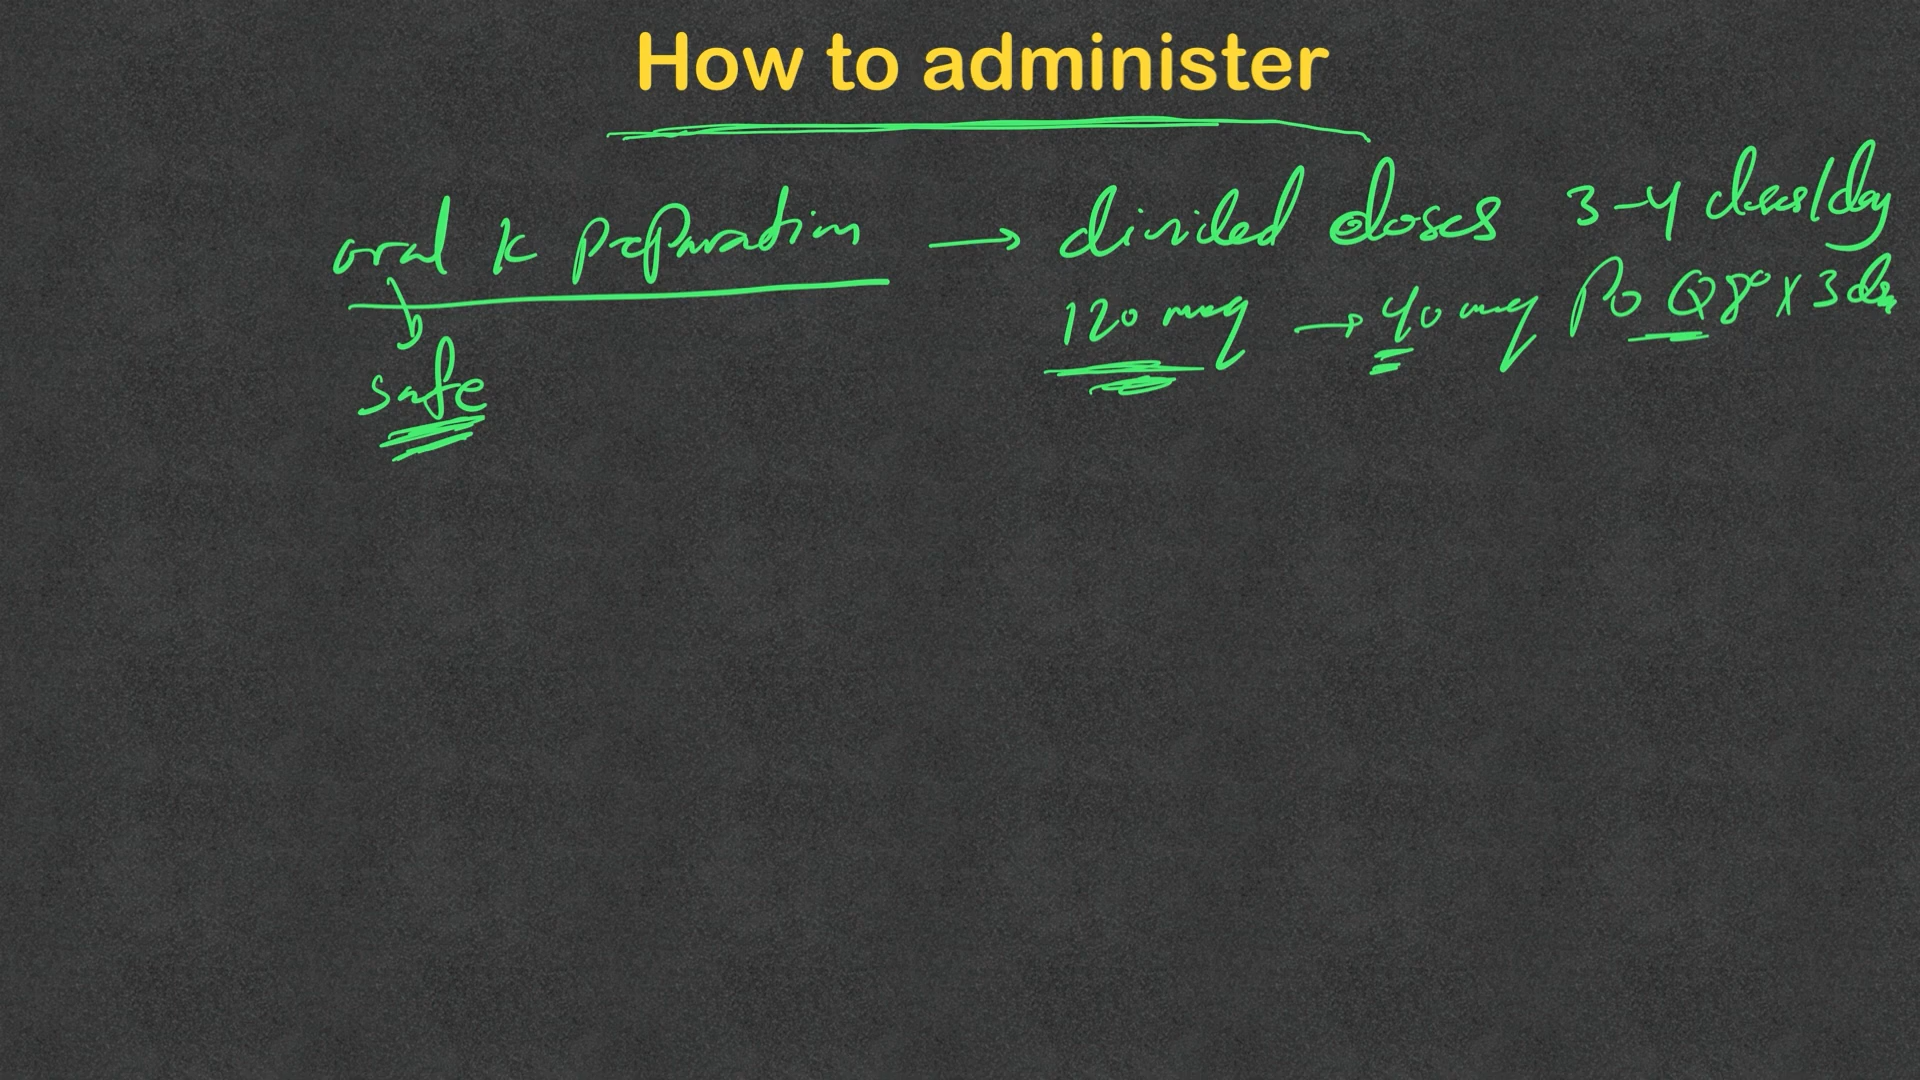 How to administer
oral K preparation → divided doses 3-4 doses/day
120 meq → 40 meq PO Q8° x 3 ds
safe